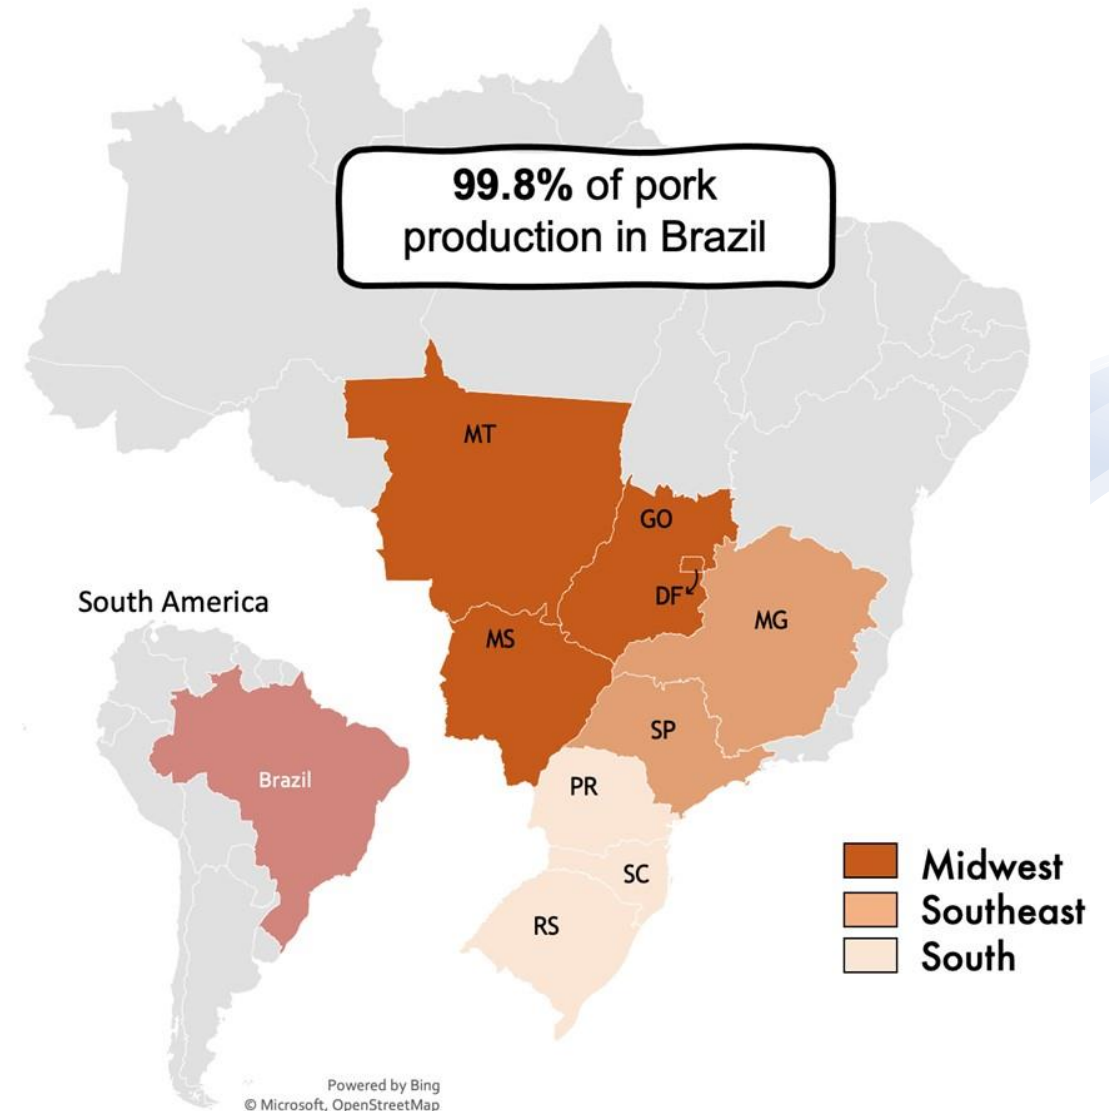 99.8% of pork
production in Brazil
MT
GO
DF
MS
MG
SP
PR
SC
RS
South America
Brazil
Midwest
Southeast
South
Powered by Bing
© Microsoft, OpenStreetMap